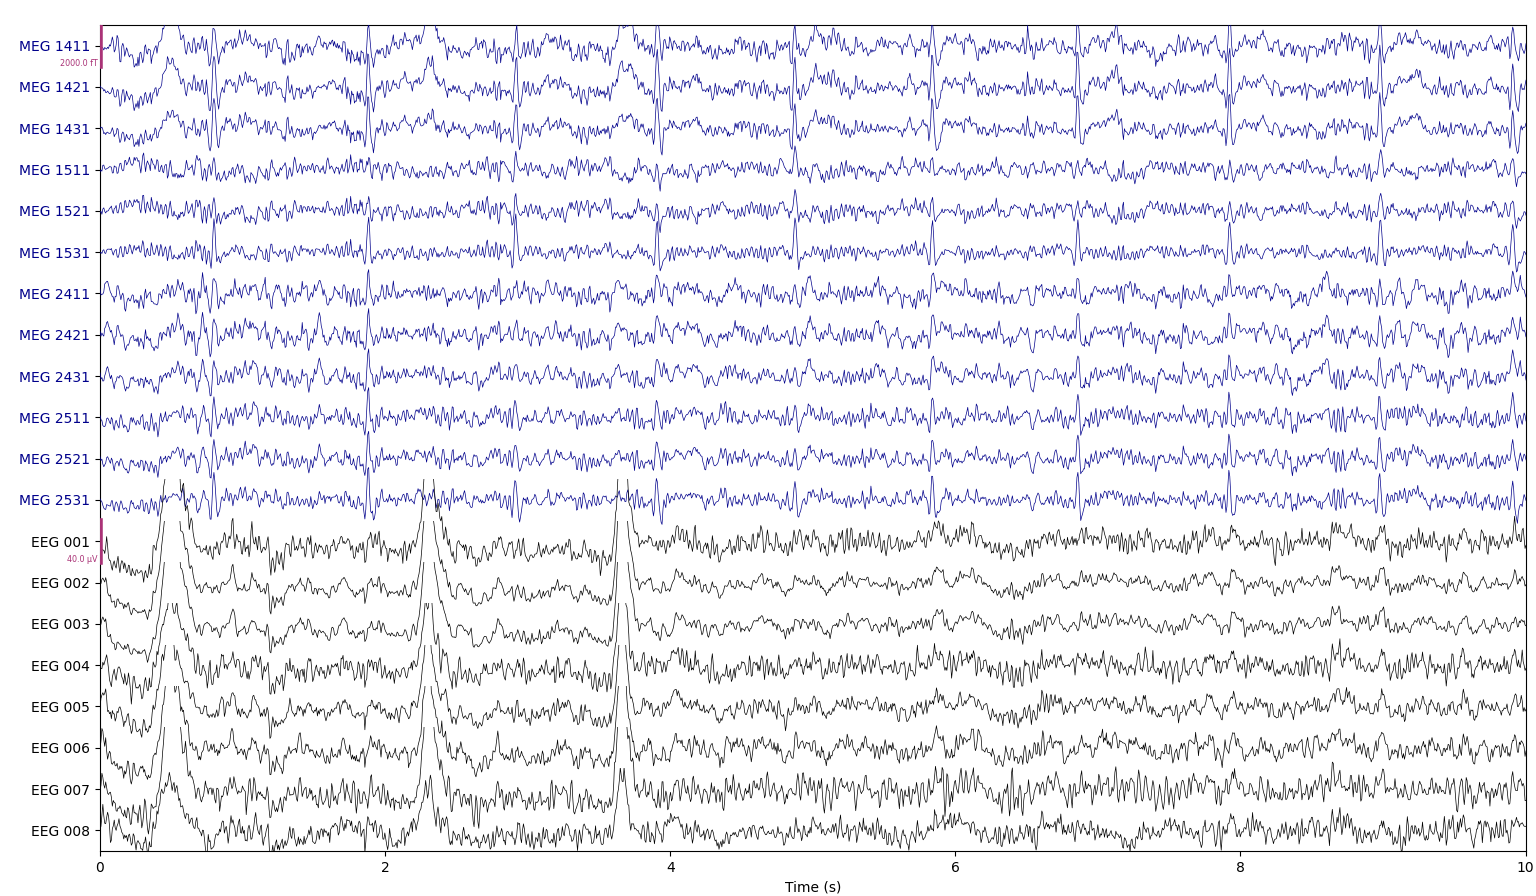 MEG 1411
2000.0 fT
MEG 1421
MEG 1431
MEG 1511
MEG 1521
MEG 1531
MEG 2411
MEG 2421
MEG 2431
MEG 2511
MEG 2521
MEG 2531
EEG 001
40.0 µV
EEG 002
EEG 003
EEG 004
EEG 005
EEG 006
EEG 007
EEG 008
0 2 4 6 8 10
Time (s)